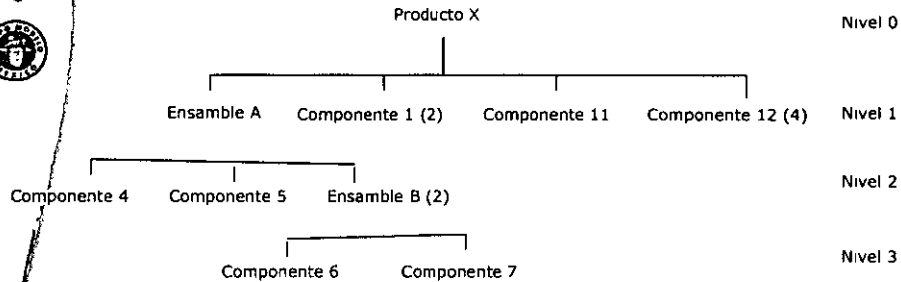 Producto X Nivel 0
Ensamble A Componente 1 (2) Componente 11 Componente 12 (4) Nivel 1
Componente 4 Componente 5 Ensamble B (2) Nivel 2
Componente 6 Componente 7 Nivel 3